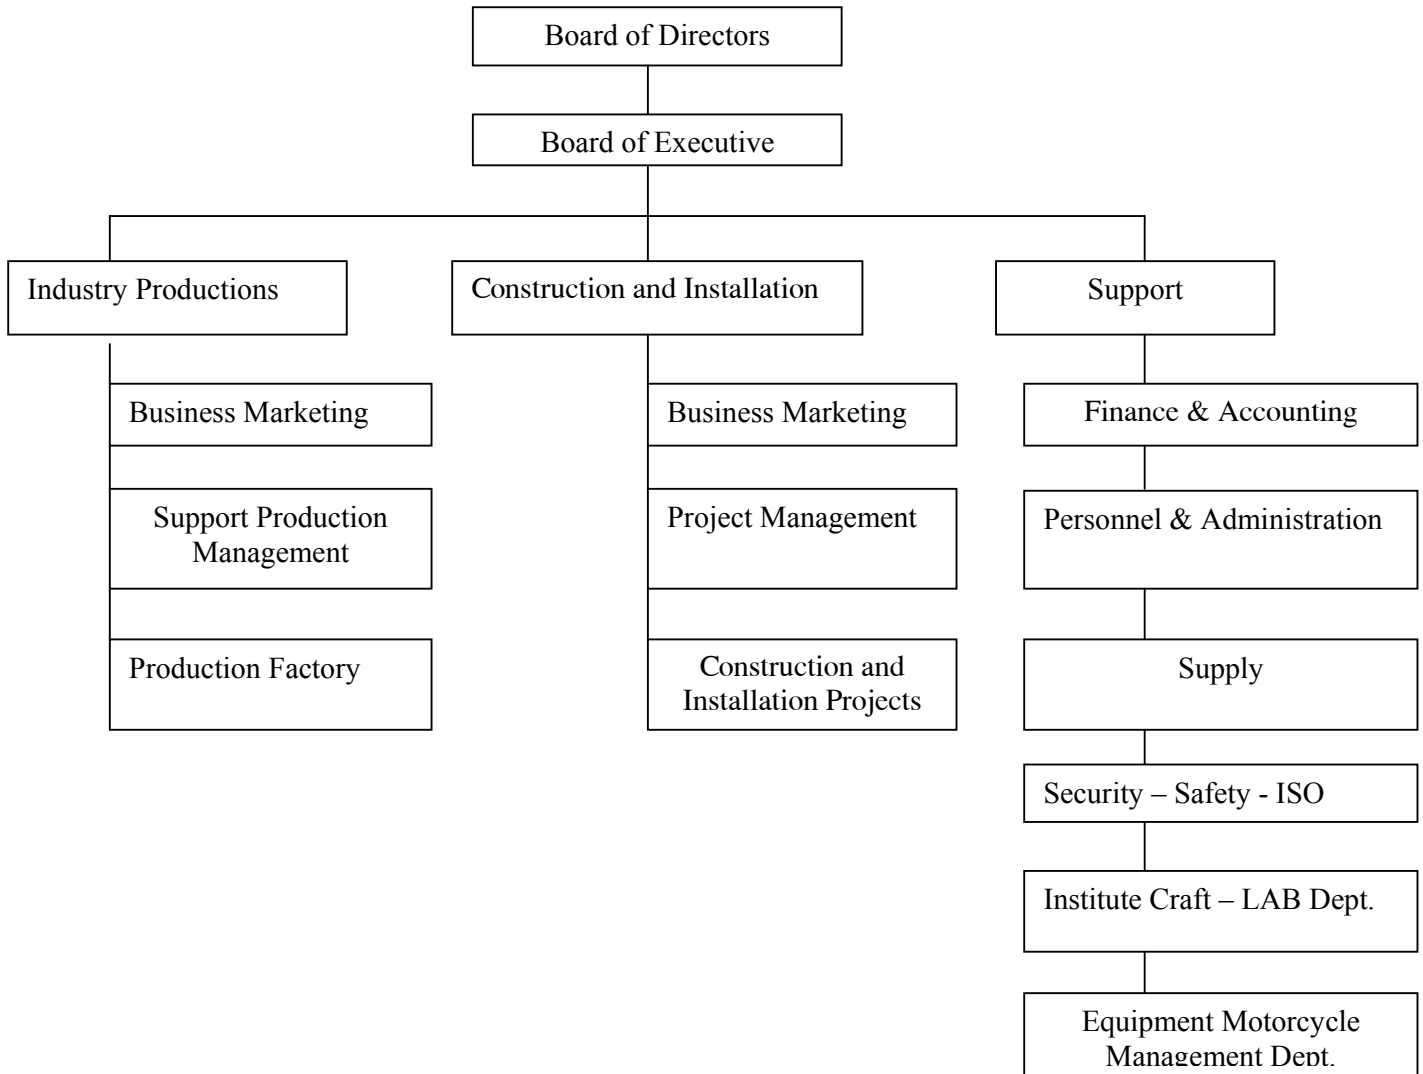 Board of Directors
Board of Executive
Industry Productions
Construction and Installation
Support
Business Marketing
Business Marketing
Finance & Accounting
Support Production
Management
Project Management
Personnel & Administration
Production Factory
Construction and
Installation Projects
Supply
Security – Safety - ISO
Institute Craft – LAB Dept.
Equipment Motorcycle
Management Dept.